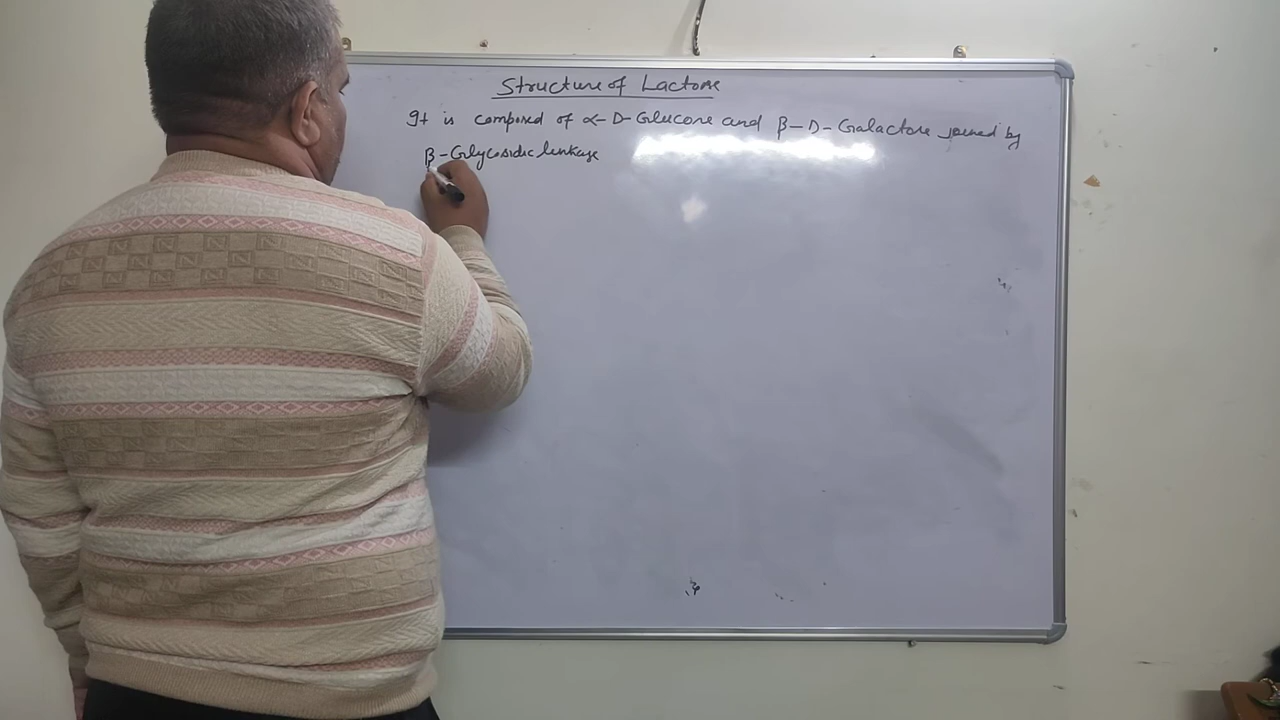 Structure of Lactose
It is composed of α-D-Glucose and β-D-Galactose joined by
β-Glycosidic linkage